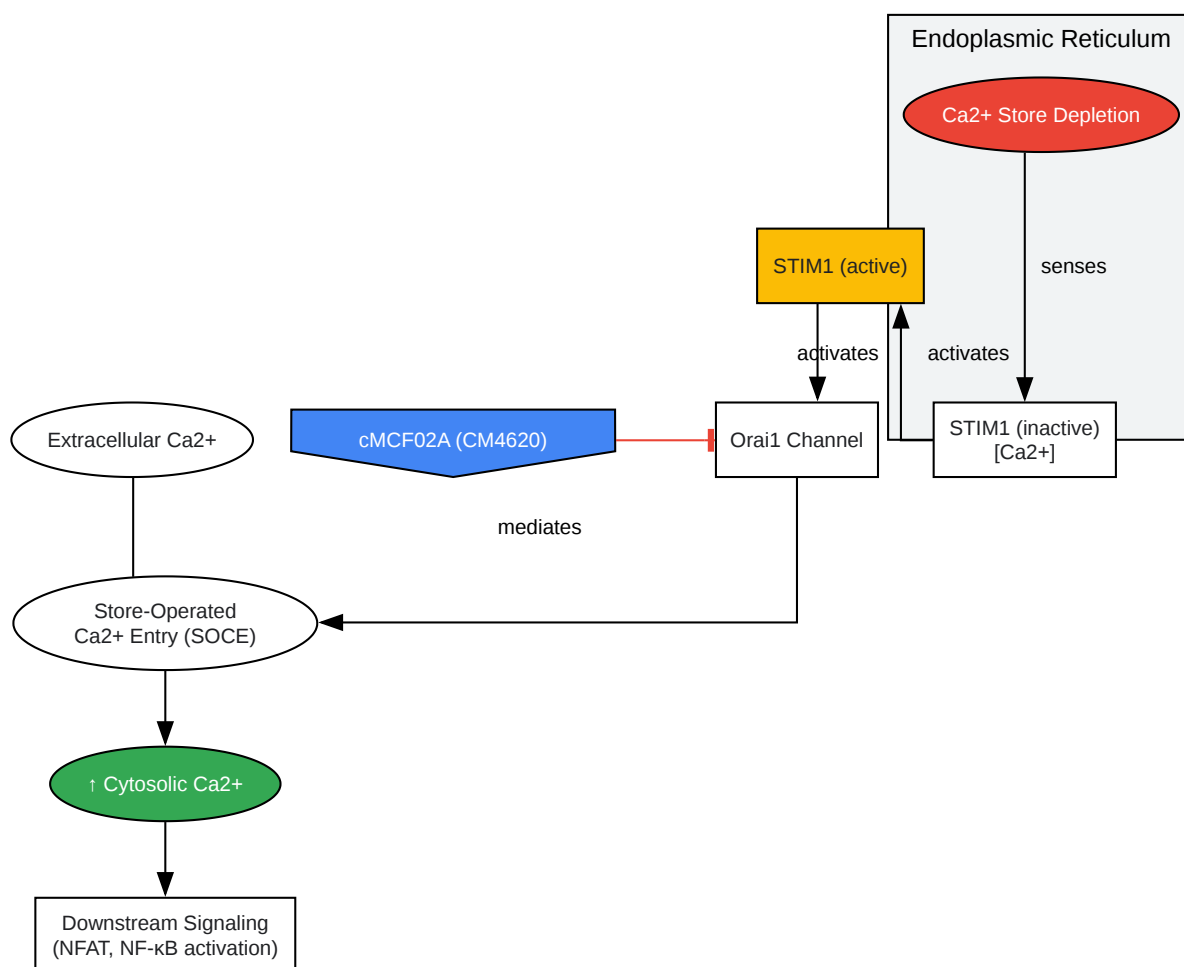 Endoplasmic Reticulum
Ca2+ Store Depletion
STIM1 (active)
senses
activates
activates
Extracellular Ca2+
cMCF02A (CM4620)
Orai1 Channel
STIM1 (inactive)
[Ca2+]
mediates
Store-Operated
Ca2+ Entry (SOCE)
↑ Cytosolic Ca2+
Downstream Signaling
(NFAT, NF-κB activation)